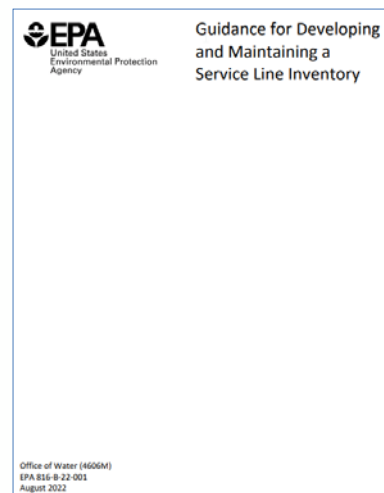 EPA
United States
Environmental Protection
Agency
Guidance for Developing
and Maintaining a
Service Line Inventory
Office of Water (4606M)
EPA 816-B-22-001
August 2022